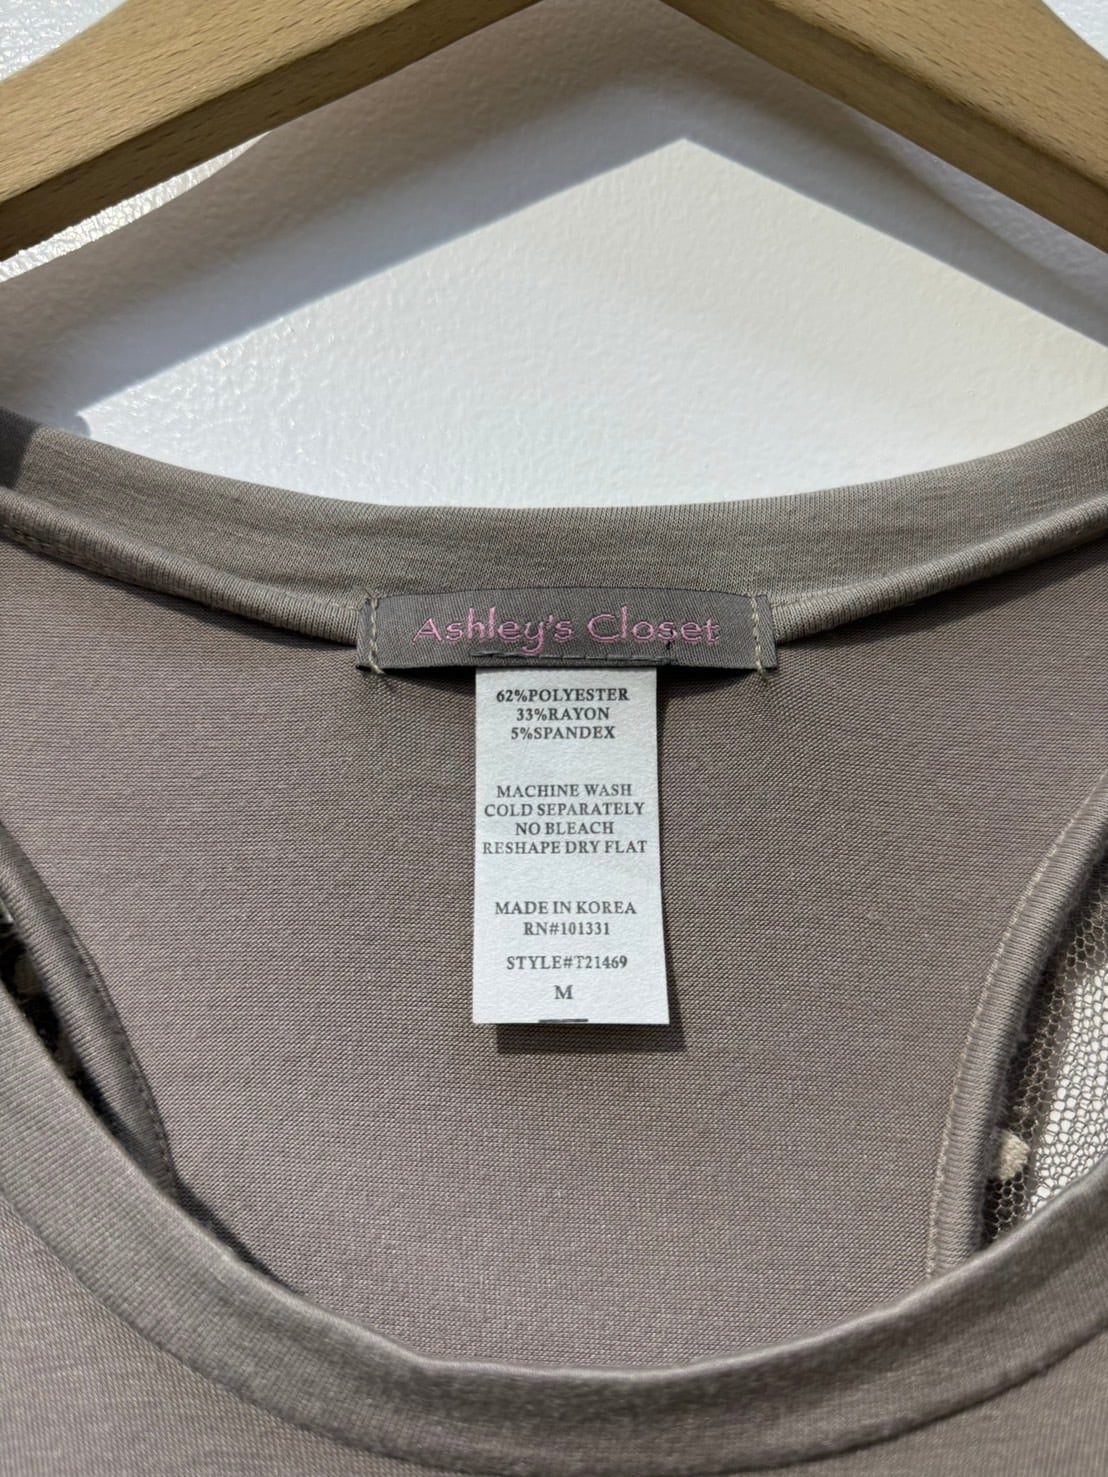 Ashley's Closet
62%POLYESTER
33%RAYON
5%SPANDEX
MACHINE WASH
COLD SEPARATELY
NO BLEACH
RESHAPE DRY FLAT
MADE IN KOREA
RN#101331
STYLE#T21469
M